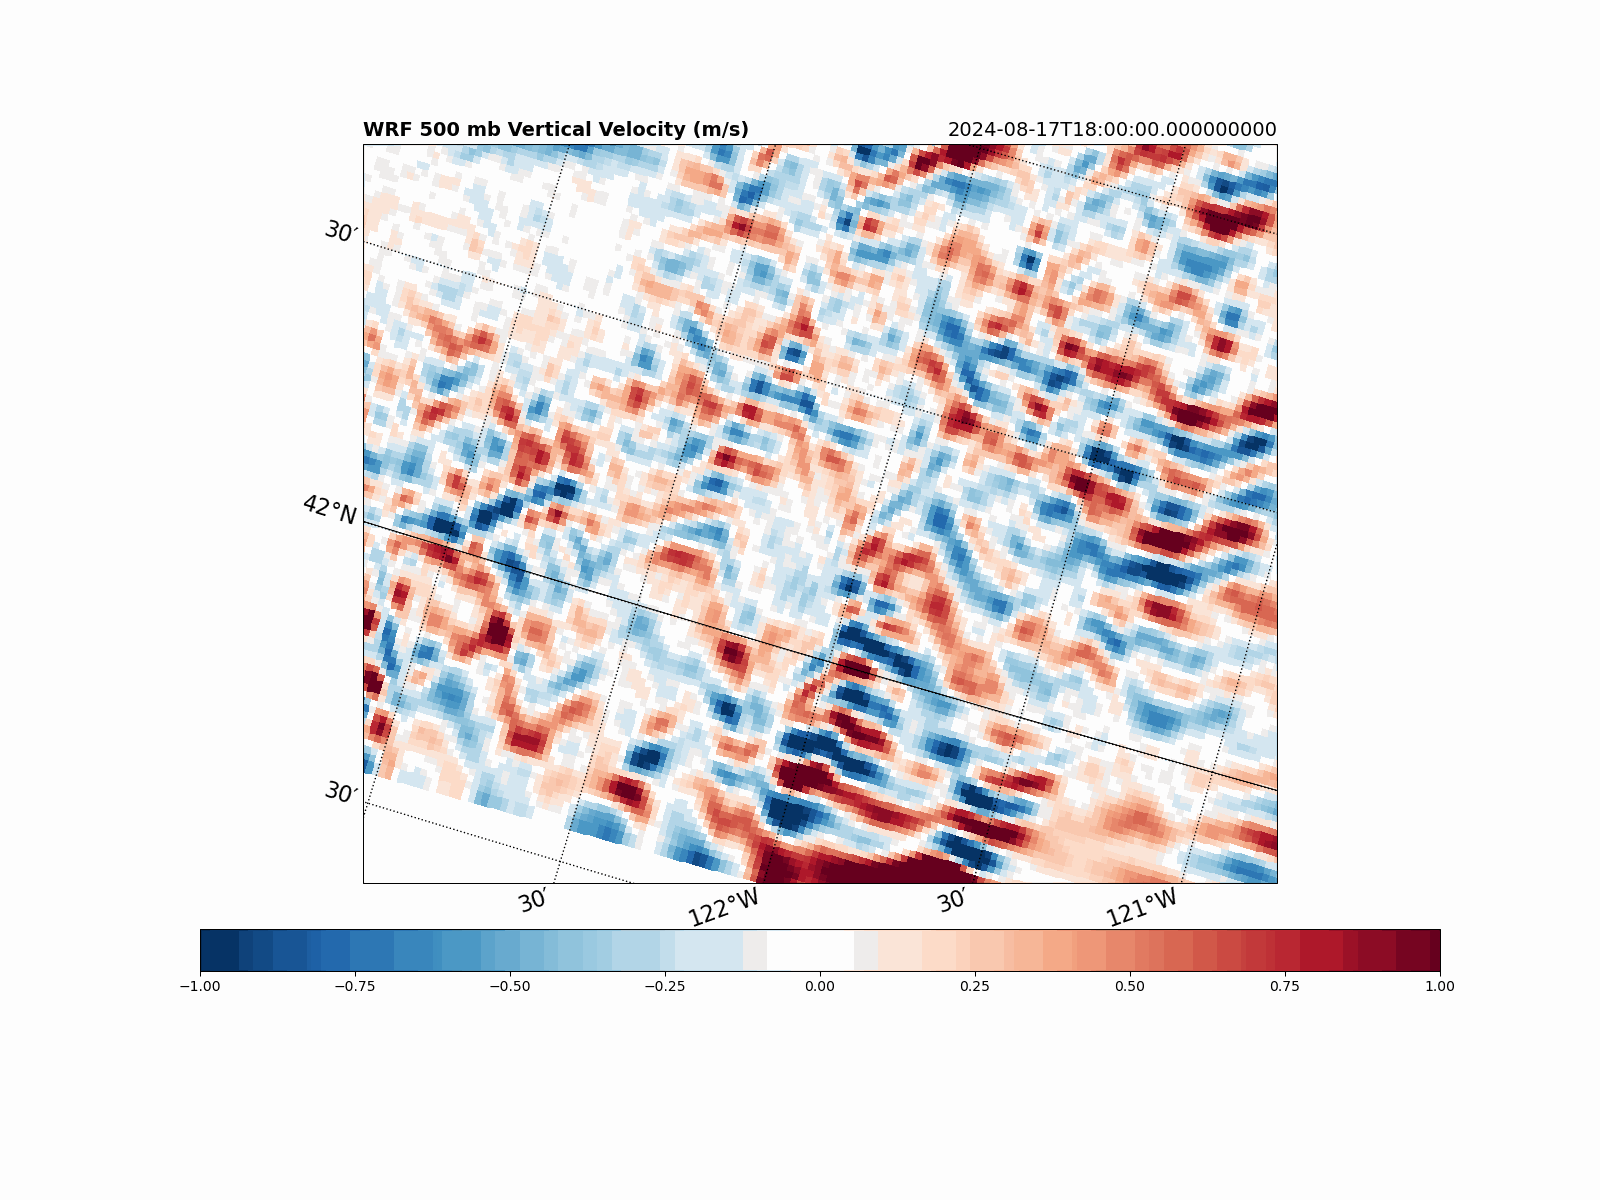 WRF 500 mb Vertical Velocity (m/s) 2024-08-17T18:00:00.000000000
30′
42°N
30′
30′ 122°W 30′ 121°W
−1.00 −0.75 −0.50 −0.25 0.00 0.25 0.50 0.75 1.00